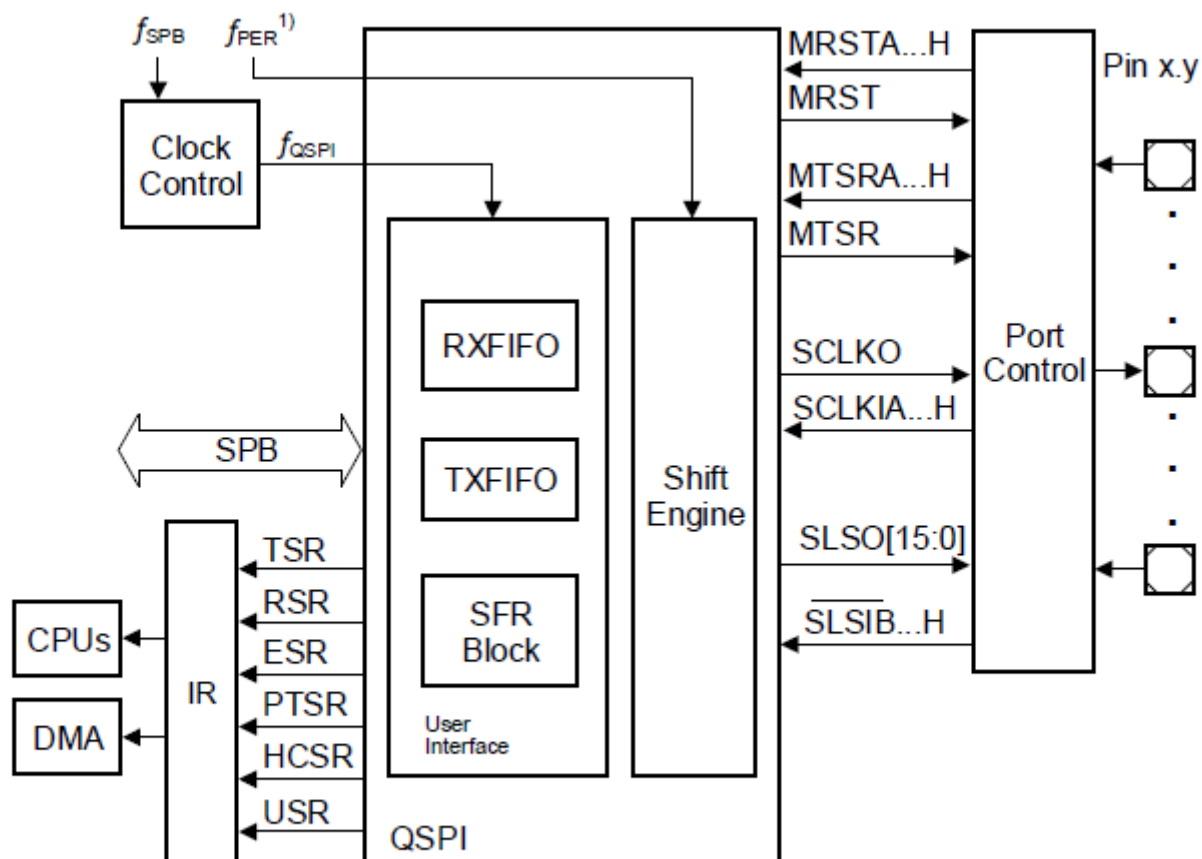 fSPB
fPER1)
Clock
Control
fQSPI
RXFIFO
TXFIFO
SFR
Block
User
Interface
Shift
Engine
QSPI
SPB
TSR
RSR
ESR
PTSR
HCSR
USR
IR
CPUs
DMA
MRSTA...H
MRST
MTSRA...H
MTSR
SCLKO
SCLKIA...H
SLSO[15:0]
SLSIB...H
Port
Control
Pin x.y